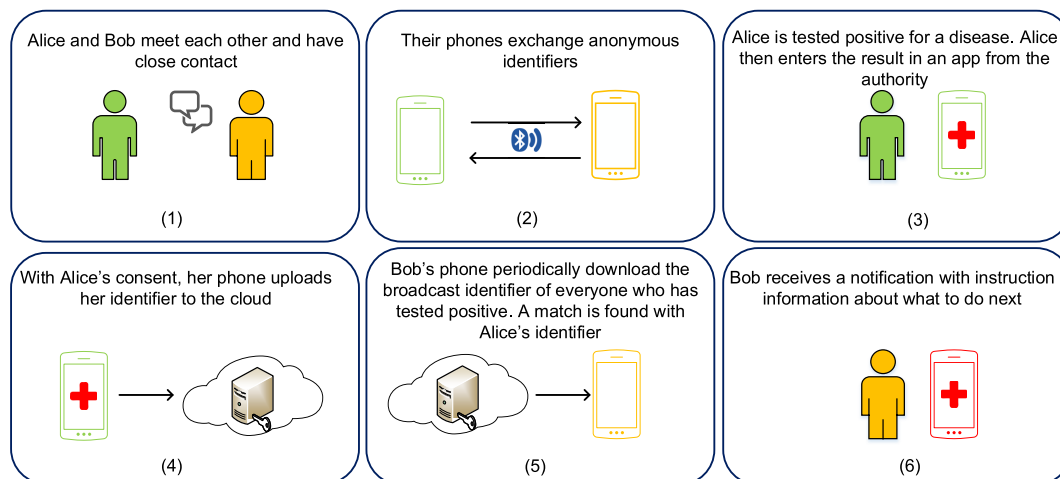 Alice and Bob meet each other and have
close contact
(1)
Their phones exchange anonymous
identifiers
(2)
Alice is tested positive for a disease. Alice
then enters the result in an app from the
authority
(3)
With Alice's consent, her phone uploads
her identifier to the cloud
(4)
Bob's phone periodically download the
broadcast identifier of everyone who has
tested positive. A match is found with
Alice's identifier
(5)
Bob receives a notification with instruction
information about what to do next
(6)